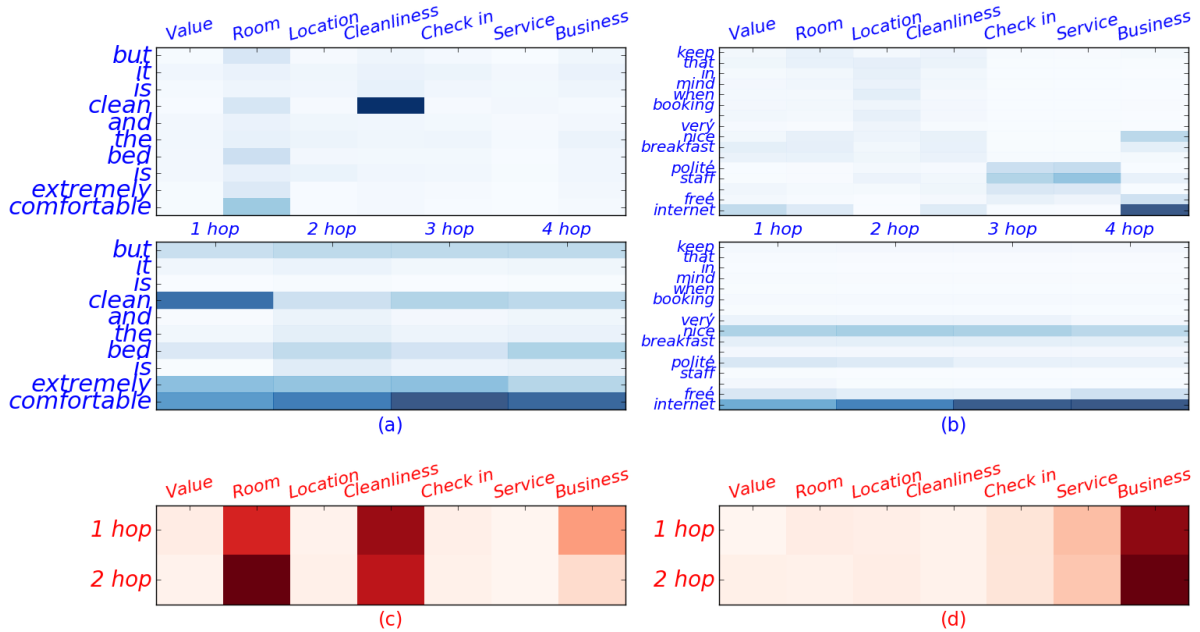 Value Room Location Cleanliness Check in Service Business
but
it
is
clean
and
the
bed
is
extremely
comfortable
1 hop 2 hop 3 hop 4 hop
but
it
is
clean
and
the
bed
is
extremely
comfortable
(a)
Value Room Location Cleanliness Check in Service Business
keep
that
in
mind
when
booking
very
nice
breakfast
polite
staff
free
internet
1 hop 2 hop 3 hop 4 hop
keep
that
in
mind
when
booking
very
nice
breakfast
polite
staff
free
internet
(b)
Value Room Location Cleanliness Check in Service Business
1 hop
2 hop
(c)
Value Room Location Cleanliness Check in Service Business
1 hop
2 hop
(d)